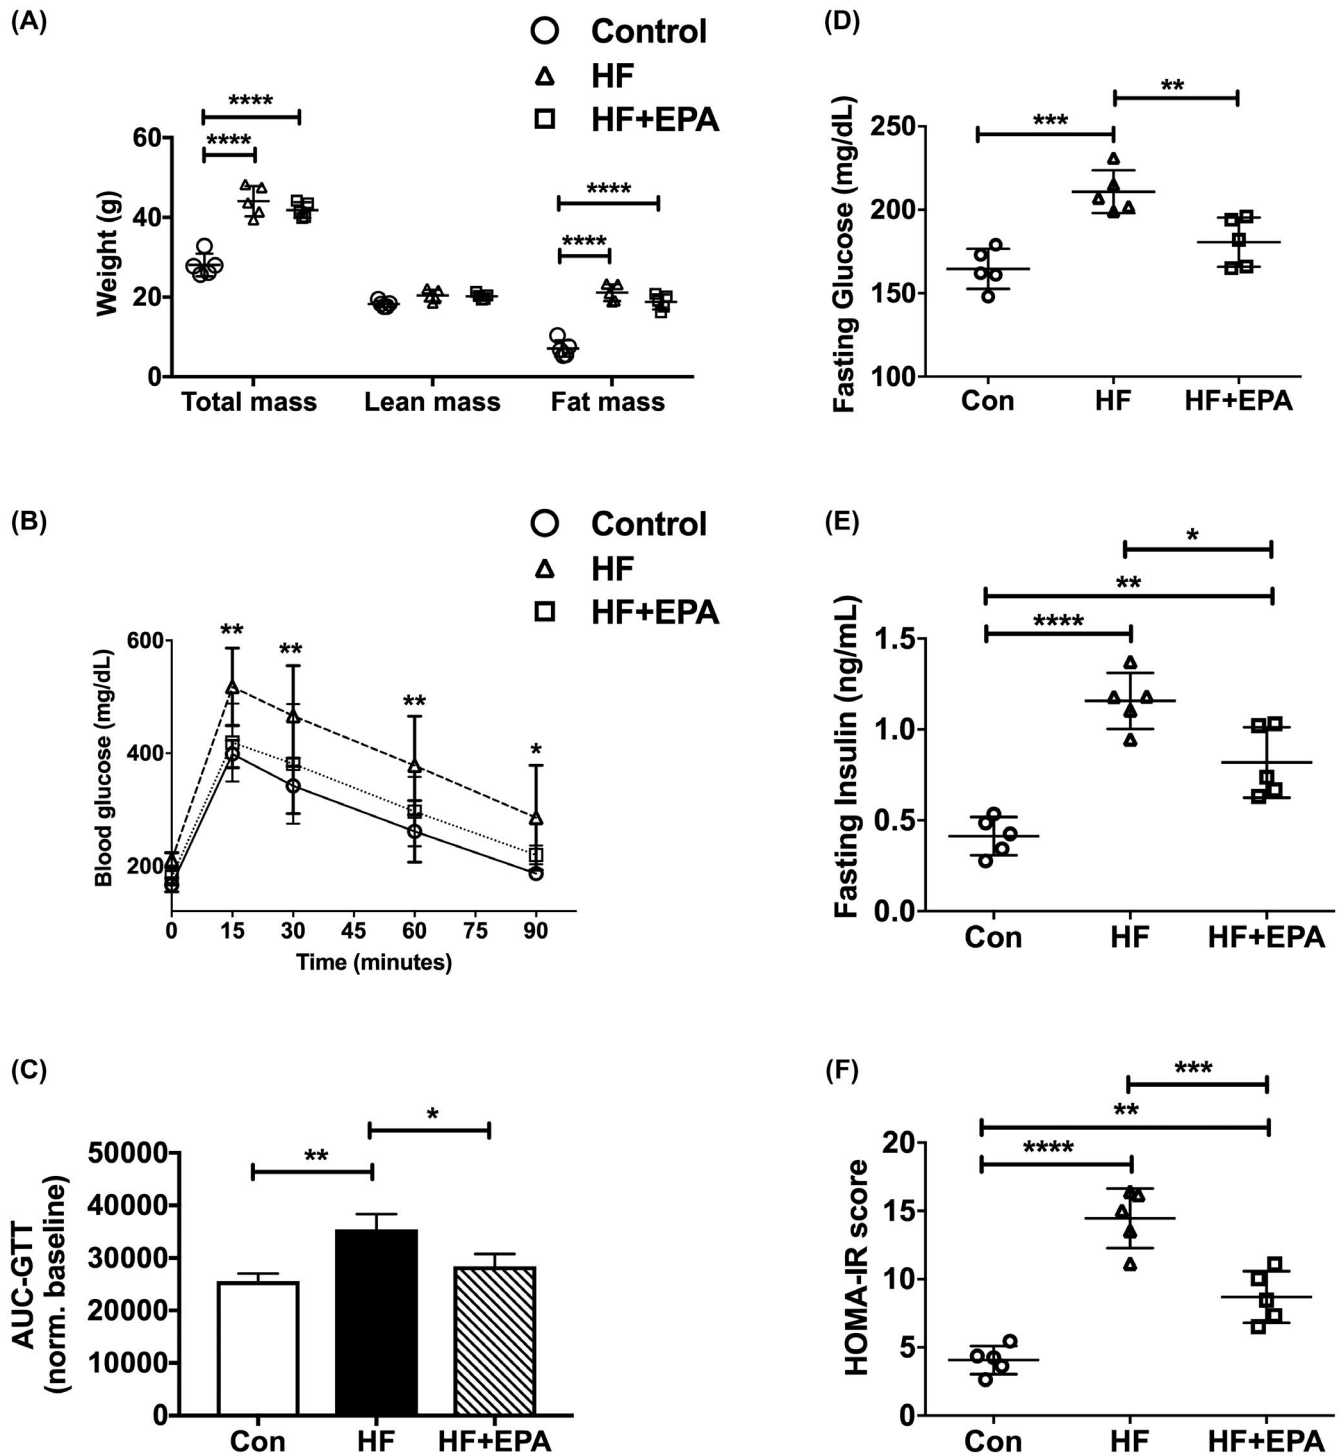 (A)
Control
HF
HF+EPA
****
****
****
****
60
40
20
0
Weight (g)
Total mass Lean mass Fat mass
(D)
**
***
250
200
150
100
Fasting Glucose (mg/dL)
Con HF HF+EPA
(B)
Control
HF
HF+EPA
** ** ** *
600
400
200
Blood glucose (mg/dL)
0 15 30 45 60 75 90
Time (minutes)
(E)
*
**
****
1.5
1.0
0.5
0.0
Fasting Insulin (ng/mL)
Con HF HF+EPA
(C)
*
**
50000
40000
30000
20000
10000
0
AUC-GTT
(norm. baseline)
Con HF HF+EPA
(F)
***
**
****
20
15
10
5
0
HOMA-IR score
Con HF HF+EPA